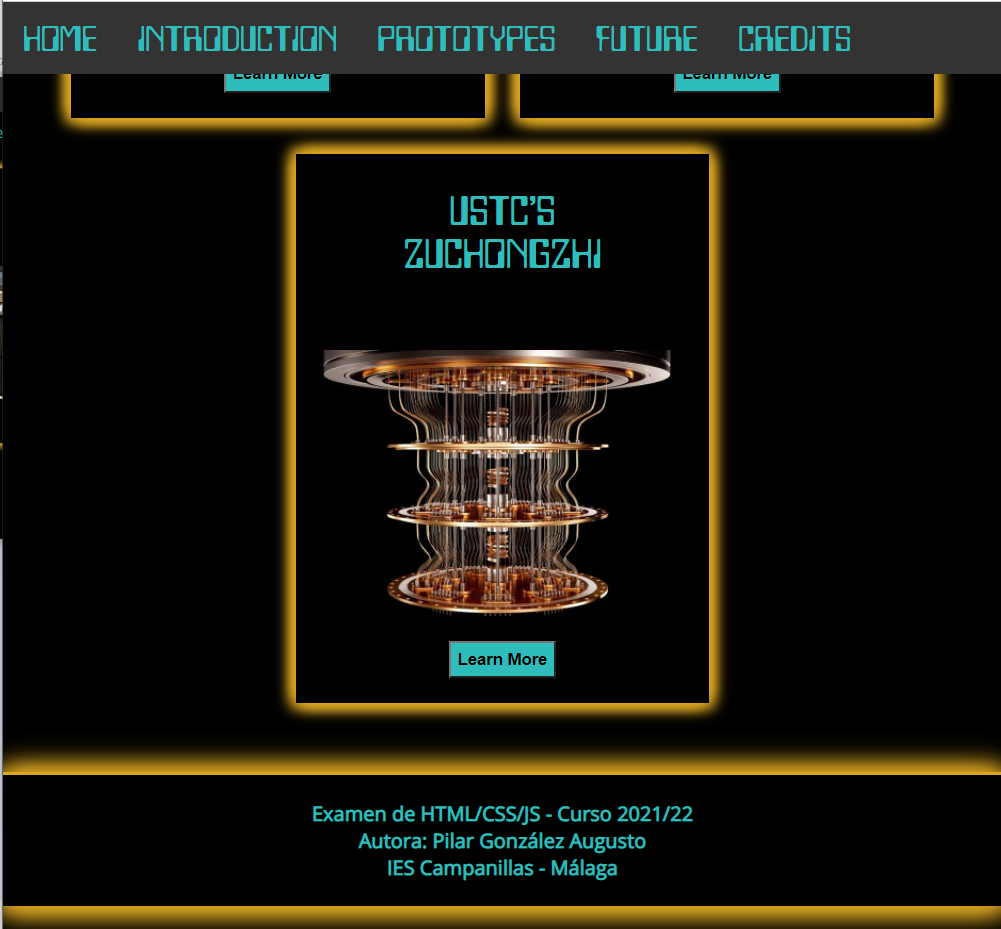 HOME INTRODUCTION PROTOTYPES FUTURE CREDITS
Learn More Learn More
USTC'S
ZUCHONGZHI
Learn More
Examen de HTML/CSS/JS - Curso 2021/22
Autora: Pilar González Augusto
IES Campanillas - Málaga